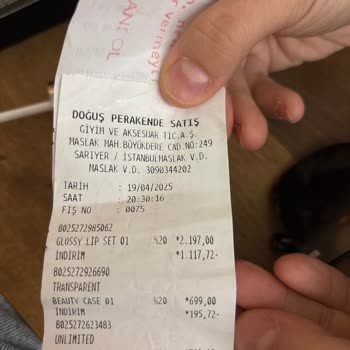 DOĞUŞ PERAKENDE SATIŞ
GİYİM VE AKSESUAR TİC.A.Ş.
MASLAK MAH.BÜYÜKDERE CAD.NO:249
SARIYER / İSTANBULMASLAK V.D.
MASLAK V.D. 3090344202
TARİH : 19/04/2025
SAAT : 20:30:16
FİŞ NO : 0075
8025272985062
GLOSSY LIP SET 01 %20 *2.197,00
İNDİRİM *1.117,72-
8025272926690
TRANSPARENT
BEAUTY CASE 01 %20 *699,00
İNDİRİM *195,72-
8025272623483
UNLIMITED